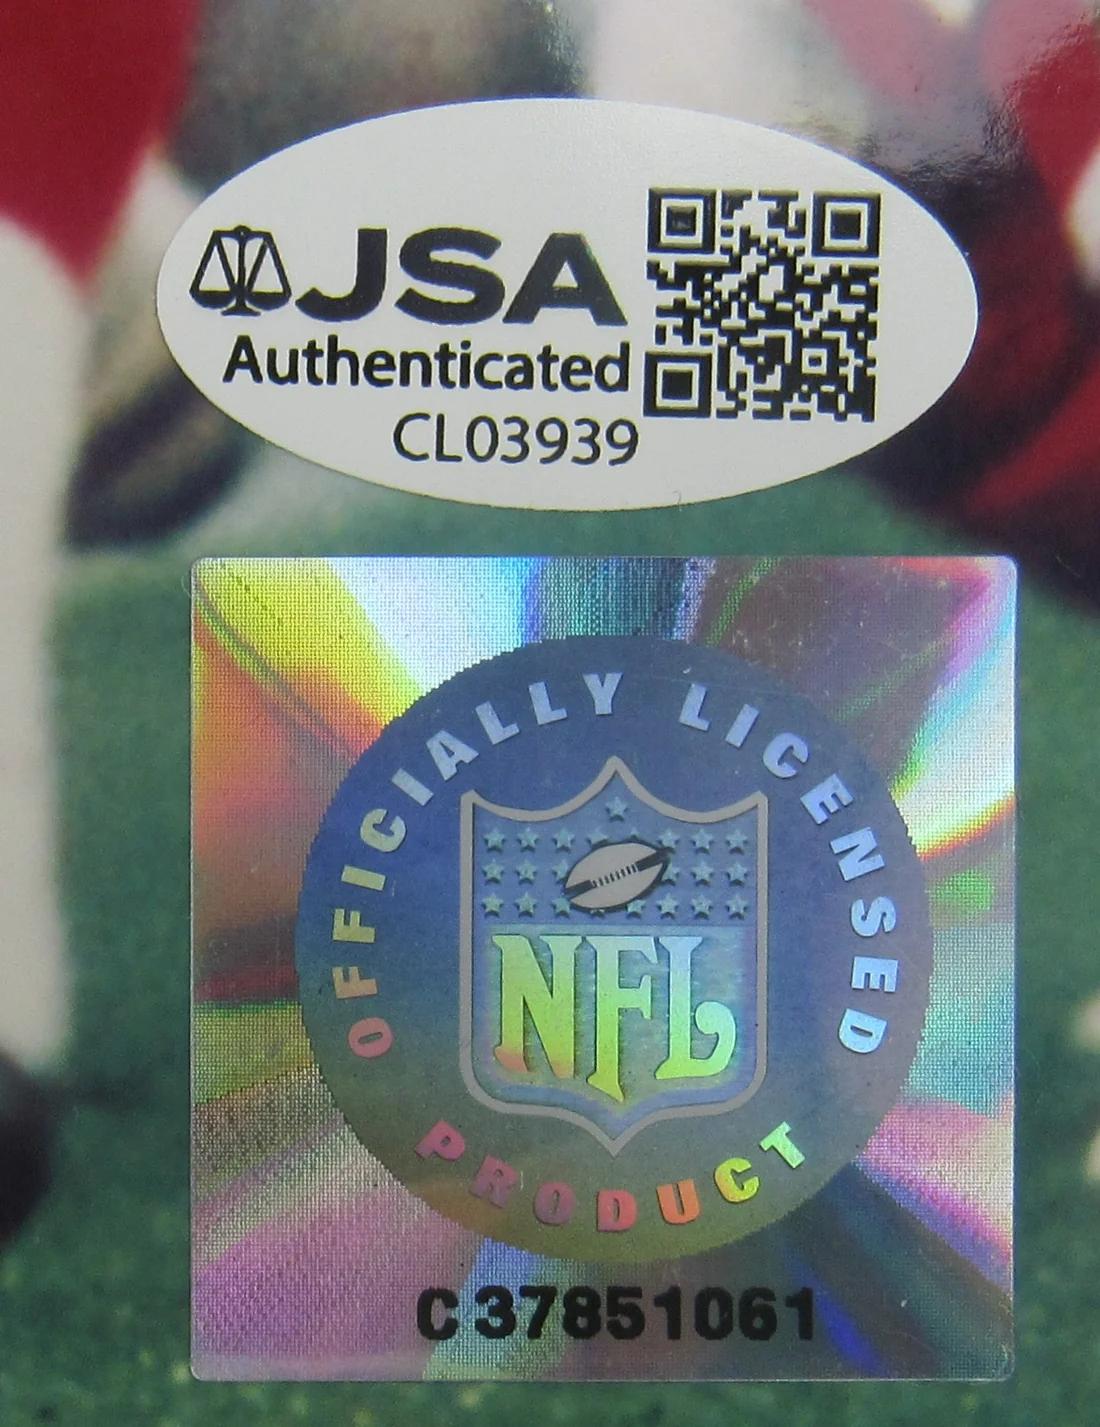 JSA
Authenticated
CL03939
OFFICIALLY LICENSED
NFL
PRODUCT
C37851061